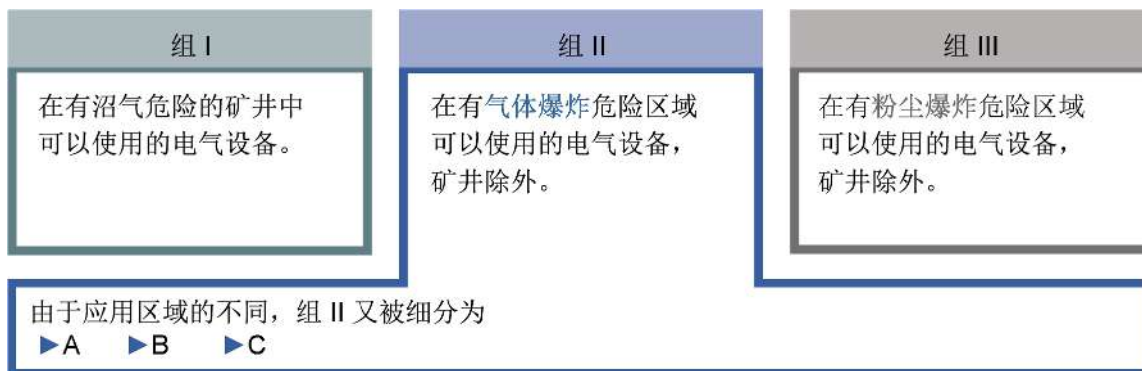 组 I
在有沼气危险的矿井中
可以使用的电气设备。
组 II
在有气体爆炸危险区域
可以使用的电气设备，
矿井除外。
组 III
在有粉尘爆炸危险区域
可以使用的电气设备，
矿井除外。
由于应用区域的不同，组 II 又被细分为
▶A ▶B ▶C